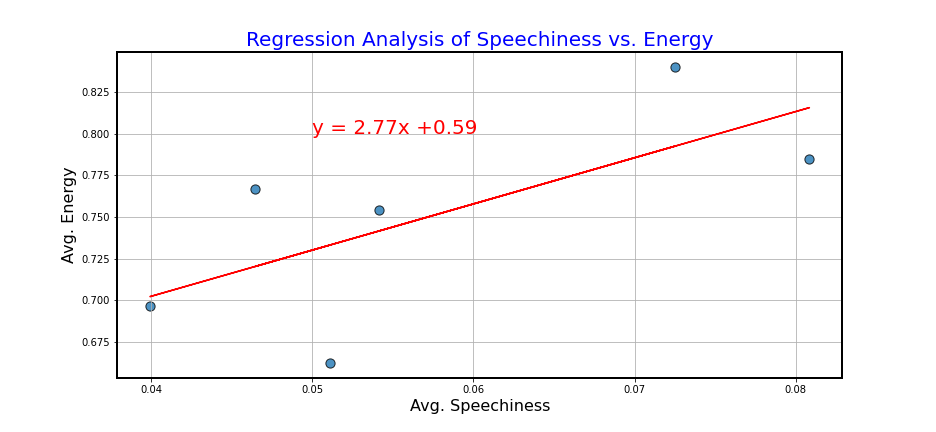 Regression Analysis of Speechiness vs. Energy
y = 2.77x +0.59
Avg. Energy
0.825
0.800
0.775
0.750
0.725
0.700
0.675
0.04 0.05 0.06 0.07 0.08
Avg. Speechiness